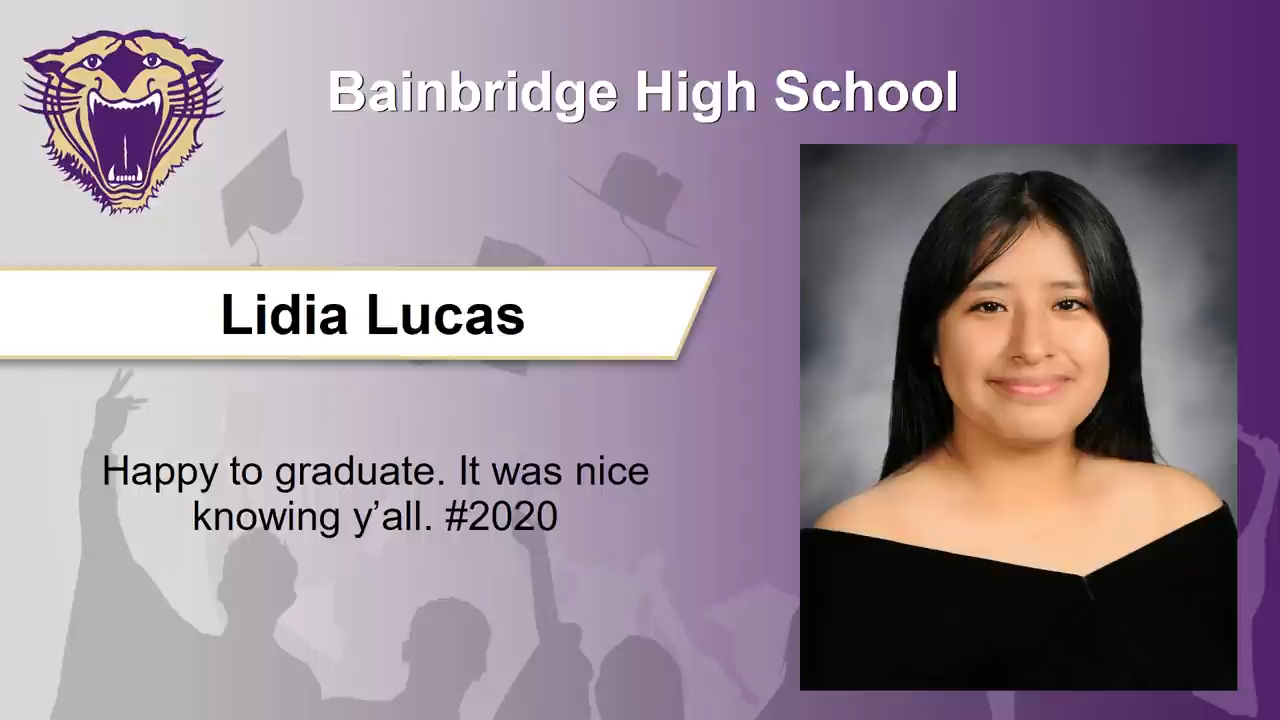 Bainbridge High School
Lidia Lucas
Happy to graduate. It was nice
knowing y’all. #2020